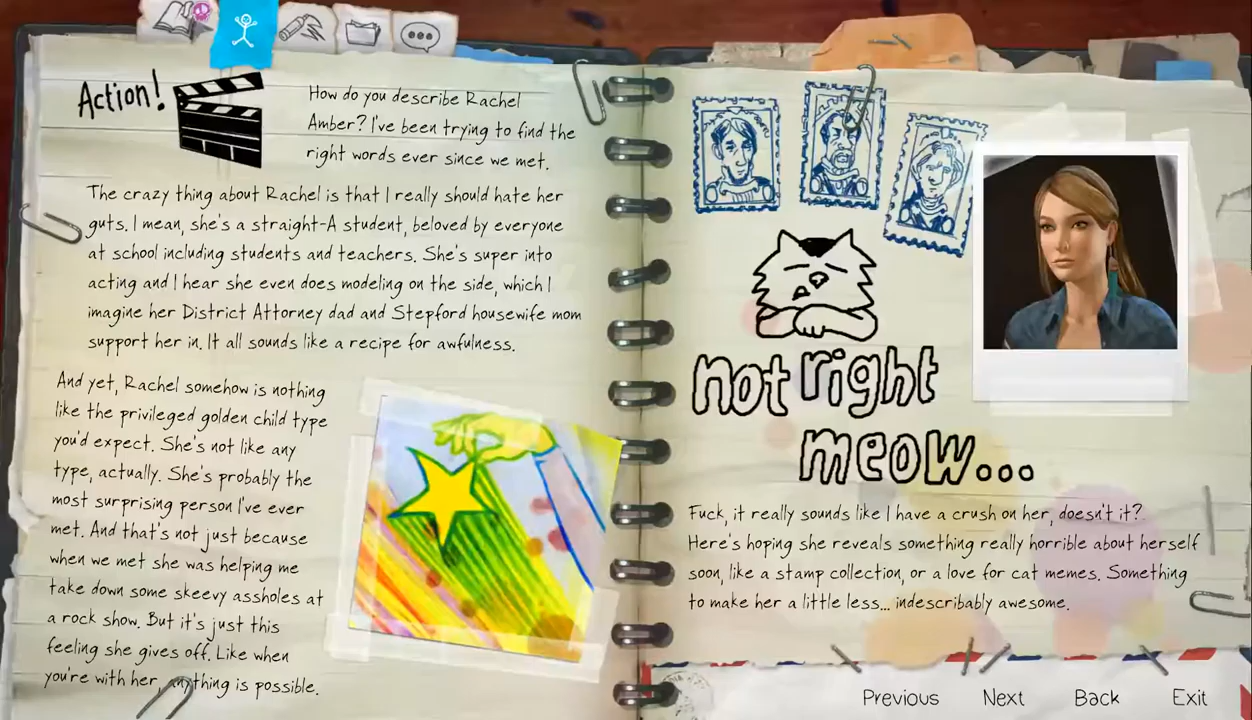 Action!
How do you describe Rachel
Amber? I've been trying to find the
right words ever since we met.
The crazy thing about Rachel is that I really should hate her
guts. I mean, she's a straight-A student, beloved by everyone
at school including students and teachers. She's super into
acting and I hear she even does modeling on the side, which I
imagine her District Attorney dad and Stepford housewife mom
support her in. It all sounds like a recipe for awfulness.
And yet, Rachel somehow is nothing
like the privileged golden child type
you'd expect. She's not like any
type, actually. She's probably the
most surprising person I've ever
met. And that's not just because
when we met she was helping me
take down some skeevy assholes at
a rock show. But it's just this
feeling she gives off. Like when
you're with her, anything is possible.
not right
meow...
Fuck, it really sounds like I have a crush on her, doesn't it?
Here's hoping she reveals something really horrible about herself
soon, like a stamp collection, or a love for cat memes. Something
to make her a little less... indescribably awesome.
Previous Next Back Exit